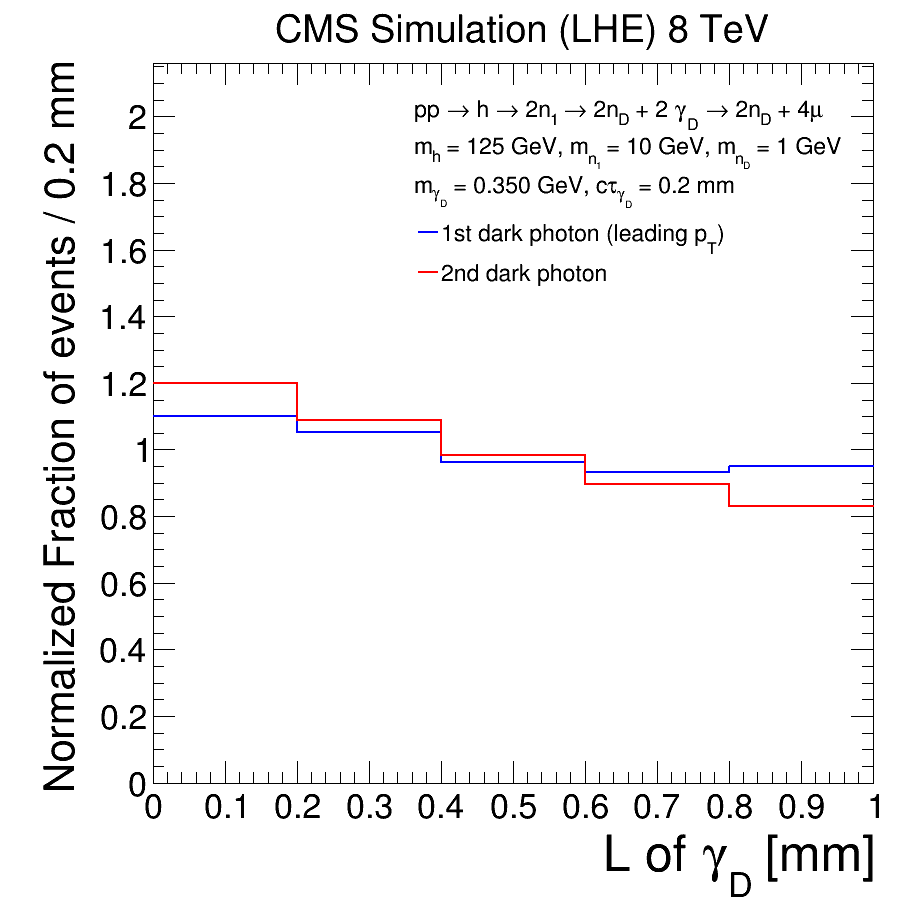 CMS Simulation (LHE) 8 TeV
Normalized Fraction of events / 0.2 mm
pp → h → 2n₁ → 2n_D + 2 γ_D → 2n_D + 4μ
m_h = 125 GeV, m_n₁ = 10 GeV, m_n_D = 1 GeV
m_γ_D = 0.350 GeV, cτ_γ_D = 0.2 mm
1st dark photon (leading p_T)
2nd dark photon
2
1.8
1.6
1.4
1.2
1
0.8
0.6
0.4
0.2
0
0 0.1 0.2 0.3 0.4 0.5 0.6 0.7 0.8 0.9 1
L of γ_D [mm]